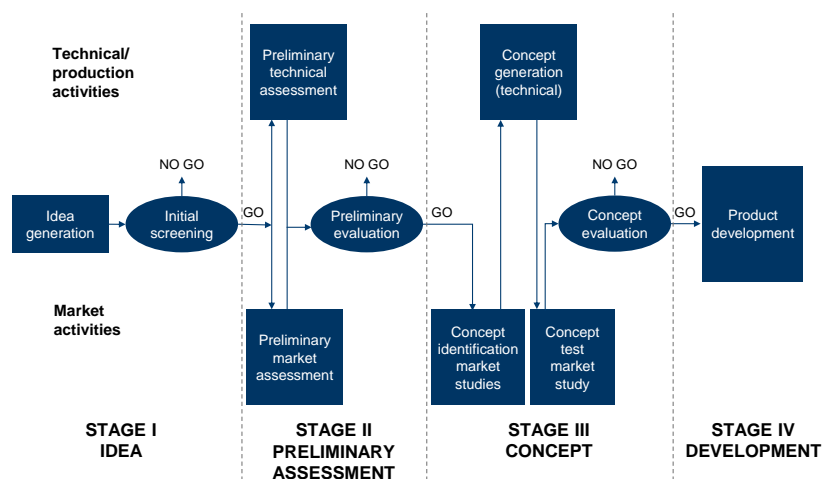 Technical/
production
activities
Preliminary
technical
assessment
Concept
generation
(technical)
NO GO
NO GO
NO GO
Idea
generation
Initial
screening
GO
Preliminary
evaluation
GO
Concept
evaluation
GO
Product
development
Market
activities
Preliminary
market
assessment
Concept
identification
market
studies
Concept
test
market
study
STAGE I
IDEA
STAGE II
PRELIMINARY
ASSESSMENT
STAGE III
CONCEPT
STAGE IV
DEVELOPMENT